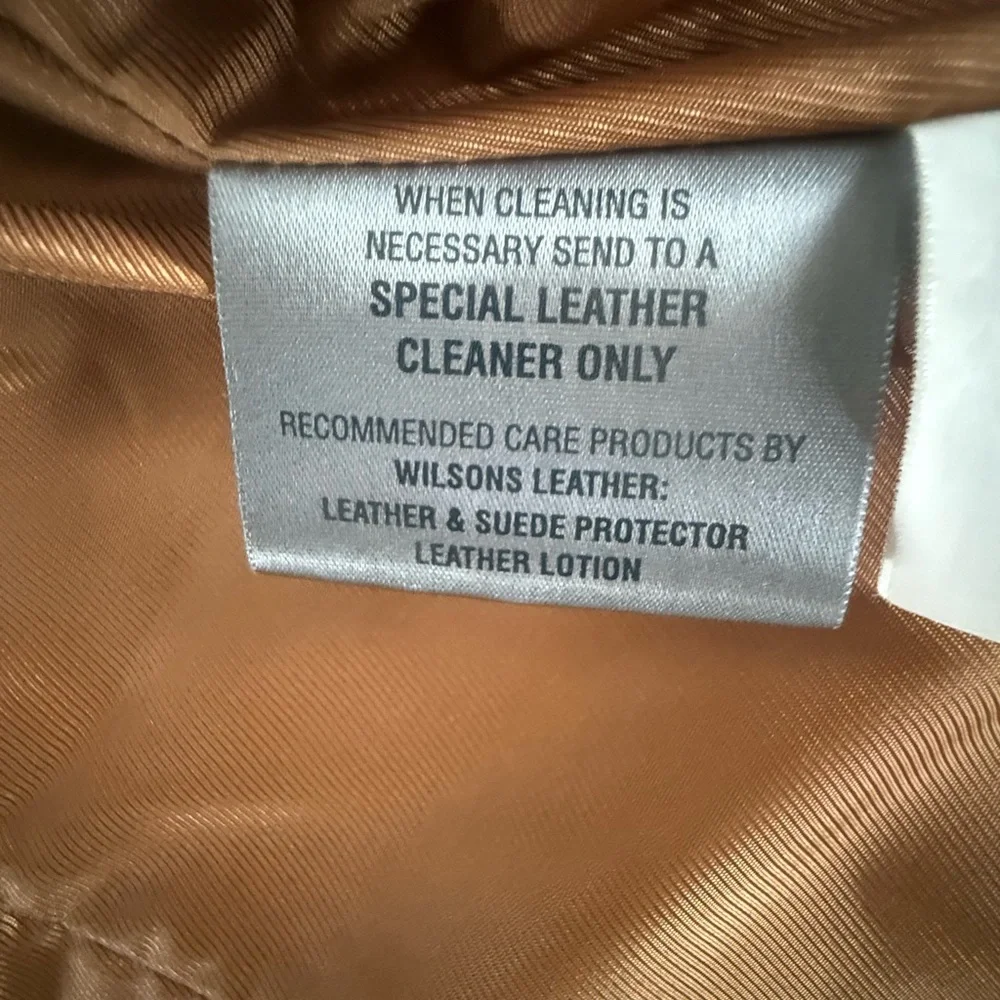 WHEN CLEANING IS
NECESSARY SEND TO A
SPECIAL LEATHER
CLEANER ONLY
RECOMMENDED CARE PRODUCTS BY
WILSONS LEATHER:
LEATHER & SUEDE PROTECTOR
LEATHER LOTION